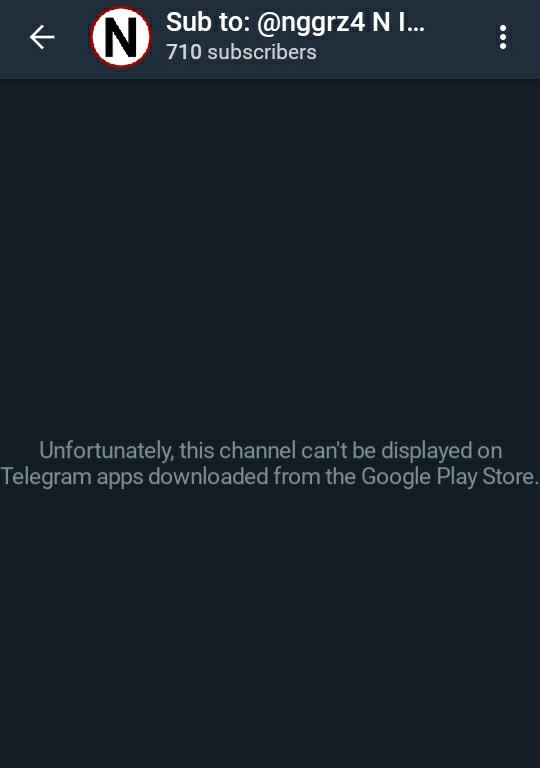 N
Sub to: @nggrz4 N I...
710 subscribers
Unfortunately, this channel can't be displayed on
Telegram apps downloaded from the Google Play Store.